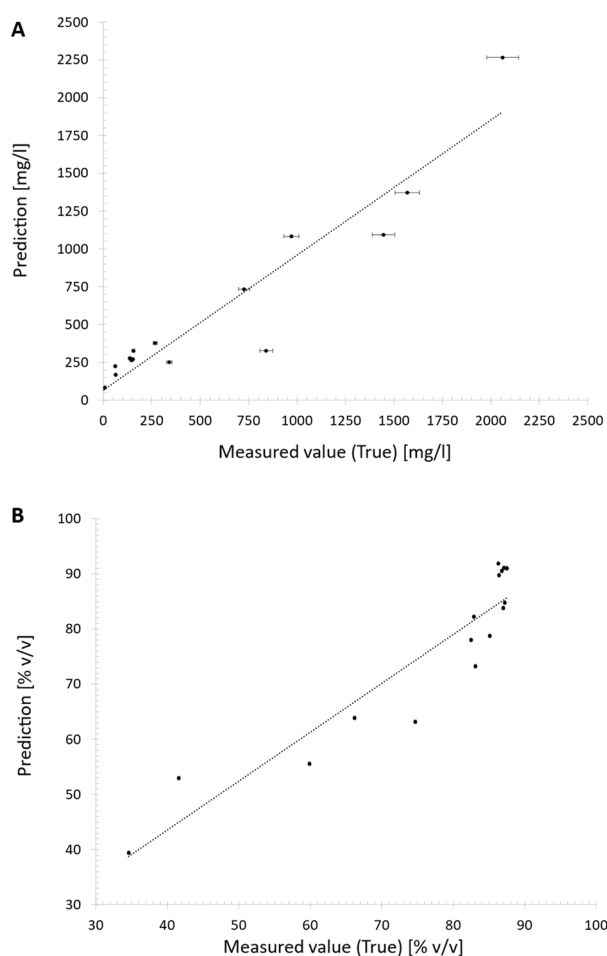 A
2500
2250
2000
1750
1500
1250
1000
750
500
250
0
Prediction [mg/l]
0 250 500 750 1000 1250 1500 1750 2000 2250 2500
Measured value (True) [mg/l]
B
100
90
80
70
60
50
40
30
Prediction [% v/v]
30 40 50 60 70 80 90 100
Measured value (True) [% v/v]